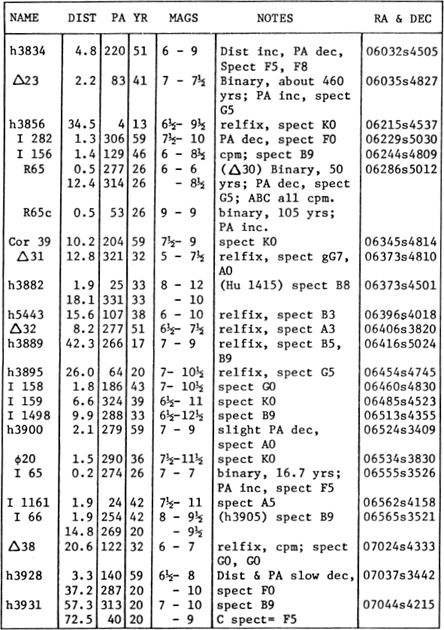 NAME DIST PA YR MAGS NOTES RA & DEC
h3834 4.8 220 51 6 - 9 Dist inc, PA dec, 06032s4505
Spect F5, F8
Δ23 2.2 83 41 7 - 7½ Binary, about 460 06035s4827
yrs; PA inc, spect
G5
h3856 34.5 4 13 6½- 9½ relfix, spect K0 06215s4537
I 282 1.3 306 59 7½- 10 PA dec, spect F0 06229s5030
I 156 1.4 129 46 6 - 8½ cpm; spect B9 06244s4809
R65 0.5 277 26 6 - 6 (Δ30) Binary, 50 06286s5012
12.4 314 26 - 8½ yrs; PA dec, spect
G5; ABC all cpm.
R65c 0.5 53 26 9 - 9 binary, 105 yrs;
PA inc.
Cor 39 10.2 204 59 7½- 9 spect K0 06345s4814
Δ31 12.8 321 32 5 - 7½ relfix, spect gG7, 06373s4810
A0
h3882 1.9 25 33 8 - 12 (Hu 1415) spect B8 06373s4501
18.1 331 33 - 10
h5443 15.6 107 38 6 - 10 relfix, spect B3 06396s4018
Δ32 8.2 277 51 6½- 7½ relfix, spect A3 06406s3820
h3889 42.3 266 17 7 - 9 relfix, spect B5, 06416s5024
B9
h3895 26.0 64 20 7- 10½ relfix, spect G5 06454s4745
I 158 1.8 186 43 7- 10½ spect G0 06460s4830
I 159 6.6 324 39 6½- 11 spect K0 06485s4523
I 1498 9.9 288 33 6½-12½ spect B9 06513s4355
h3900 2.1 279 59 7 - 9 slight PA dec, 06524s3409
spect A0
φ20 1.5 290 36 7½-11½ spect K0 06534s3830
I 65 0.2 274 26 7 - 7 binary, 16.7 yrs; 06555s3526
PA inc, spect F5
I 1161 1.9 24 42 7½- 11 spect A5 06562s4158
I 66 1.9 254 42 8 - 9½ (h3905) spect B9 06565s3521
14.8 269 20 - 9½
Δ38 20.6 122 32 6 - 7 relfix, cpm; spect 07024s4333
G0, G0
h3928 3.3 140 59 6½- 8 Dist & PA slow dec, 07037s3442
37.2 287 20 - 10 spect F0
h3931 57.3 313 20 7 - 10 spect B9 07044s4215
72.5 40 20 - 9 C spect= F5